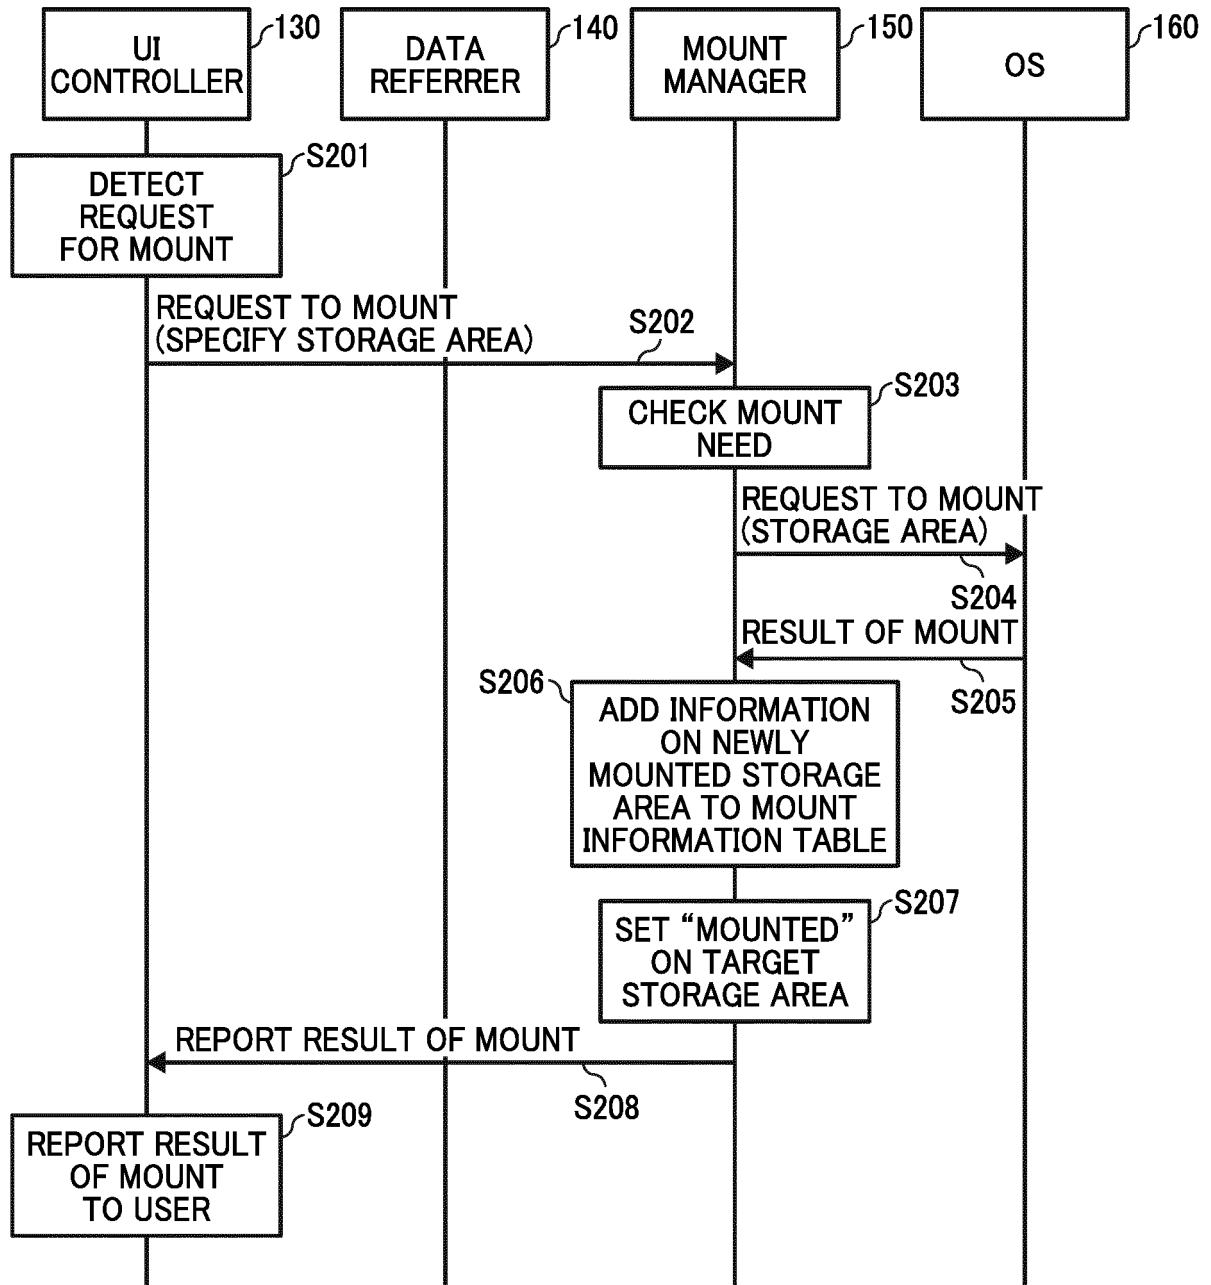 UI
CONTROLLER
130
DATA
REFERRER
140
MOUNT
MANAGER
150
OS
160
S201
DETECT
REQUEST
FOR MOUNT
REQUEST TO MOUNT
(SPECIFY STORAGE AREA)
S202
S203
CHECK MOUNT
NEED
REQUEST TO MOUNT
(STORAGE AREA)
S204
RESULT OF MOUNT
S205
S206
ADD INFORMATION
ON NEWLY
MOUNTED STORAGE
AREA TO MOUNT
INFORMATION TABLE
S207
SET “MOUNTED”
ON TARGET
STORAGE AREA
REPORT RESULT OF MOUNT
S208
S209
REPORT RESULT
OF MOUNT
TO USER